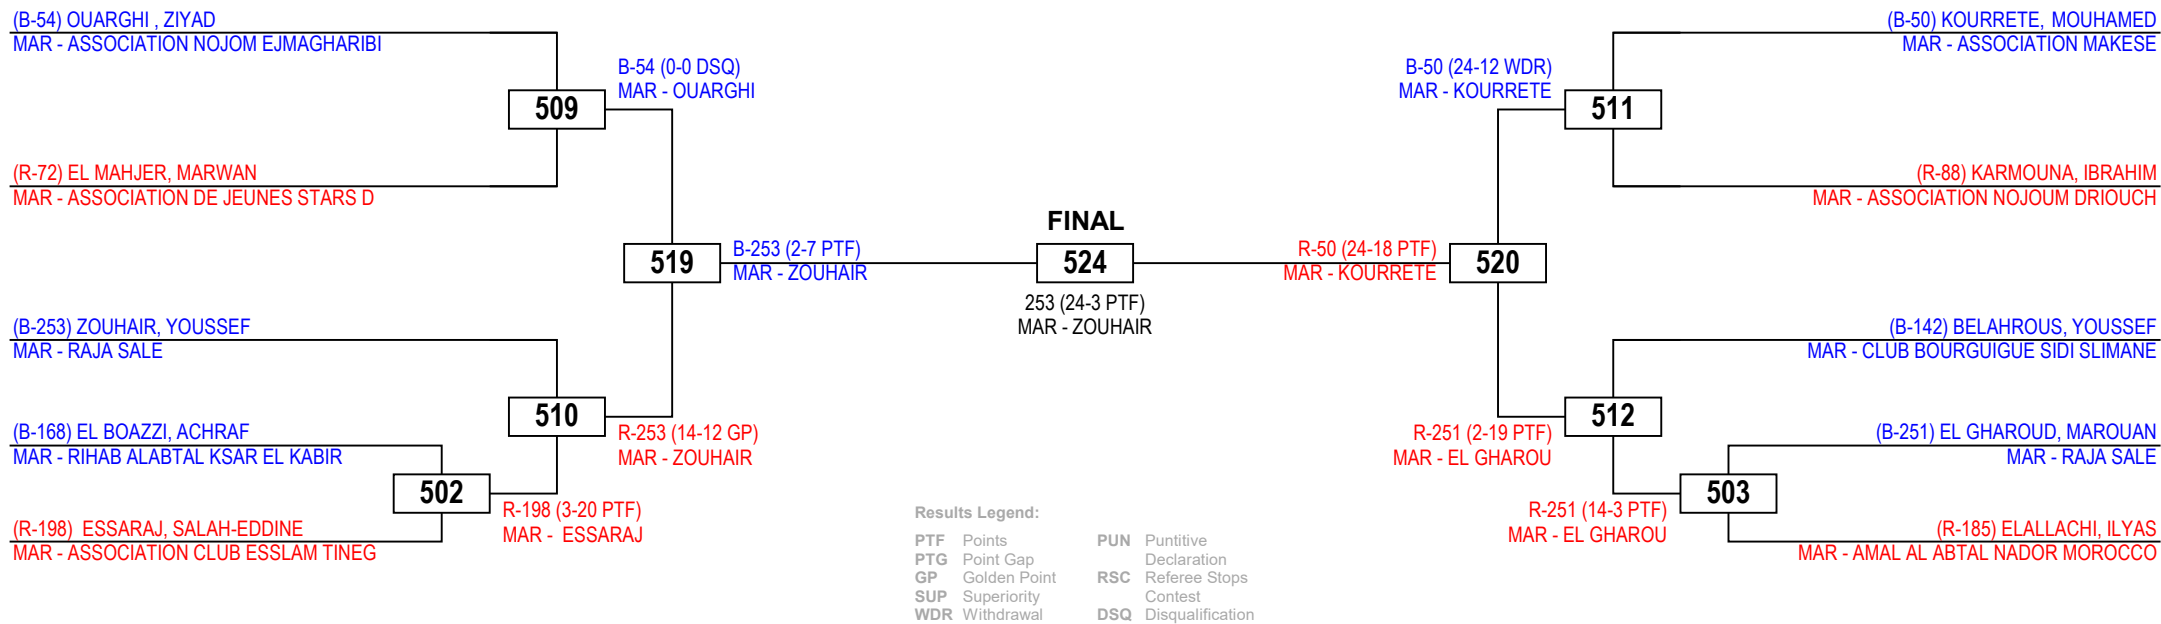 (B-54) OUARGHI , ZIYAD
MAR - ASSOCIATION NOJOM EJMAGHARIBI
B-54 (0-0 DSQ)
MAR - OUARGHI
509
(R-72) EL MAHJER, MARWAN
MAR - ASSOCIATION DE JEUNES STARS D
519
B-253 (2-7 PTF)
MAR - ZOUHAIR
(B-253) ZOUHAIR, YOUSSEF
MAR - RAJA SALE
510
R-253 (14-12 GP)
MAR - ZOUHAIR
(B-168) EL BOAZZI, ACHRAF
MAR - RIHAB ALABTAL KSAR EL KABIR
502
R-198 (3-20 PTF)
MAR -  ESSARAJ
(R-198)  ESSARAJ, SALAH-EDDINE
MAR - ASSOCIATION CLUB ESSLAM TINEG
FINAL
524
253 (24-3 PTF)
MAR - ZOUHAIR
(B-50) KOURRETE,  MOUHAMED
MAR - ASSOCIATION MAKESE
B-50 (24-12 WDR)
MAR - KOURRETE
511
(R-88) KARMOUNA, IBRAHIM
MAR - ASSOCIATION NOJOUM DRIOUCH
R-50 (24-18 PTF)
MAR - KOURRETE
520
(B-142) BELAHROUS, YOUSSEF
MAR - CLUB BOURGUIGUE SIDI SLIMANE
512
R-251 (2-19 PTF)
MAR - EL GHAROU
(B-251) EL GHAROUD, MAROUAN
MAR - RAJA SALE
503
R-251 (14-3 PTF)
MAR - EL GHAROU
(R-185) ELALLACHI, ILYAS
MAR - AMAL AL ABTAL NADOR MOROCCO
Results Legend:
PTF Points
PTG Point Gap
GP Golden Point
SUP Superiority
WDR Withdrawal
PUN Puntitive
Declaration
RSC Referee Stops
Contest
DSQ Disqualification